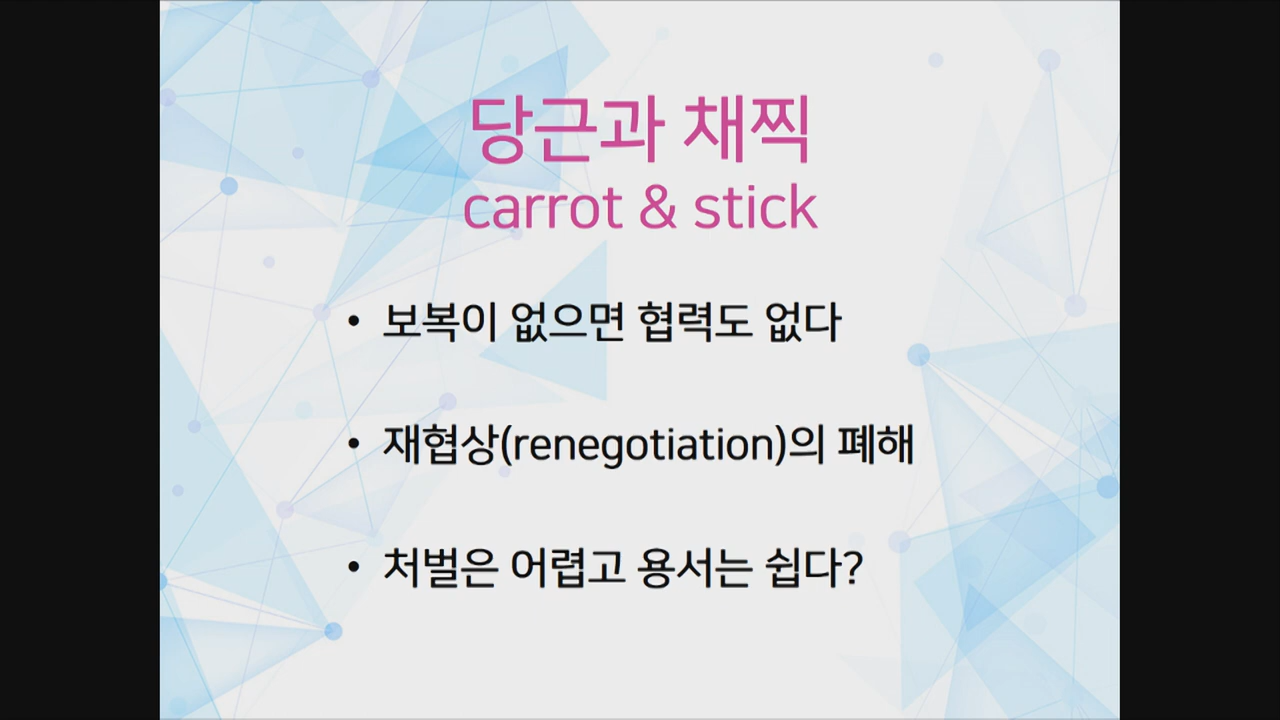 당근과 채찍
carrot & stick
• 보복이 없으면 협력도 없다
• 재협상(renegotiation)의 폐해
• 처벌은 어렵고 용서는 쉽다?